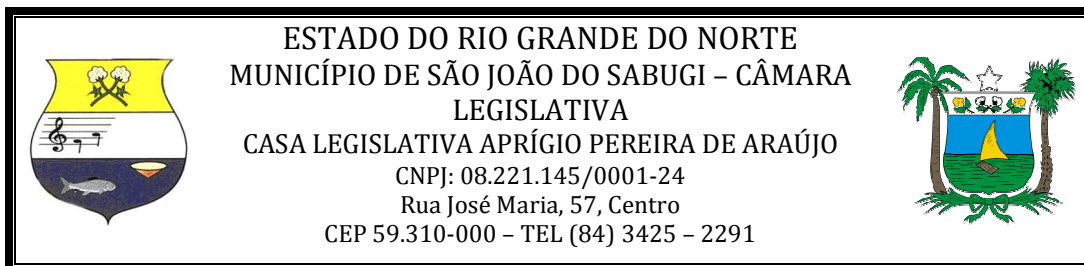 ESTADO DO RIO GRANDE DO NORTE
MUNICÍPIO DE SÃO JOÃO DO SABUGI – CÂMARA
LEGISLATIVA
CASA LEGISLATIVA APRÍGIO PEREIRA DE ARAÚJO
CNPJ: 08.221.145/0001-24
Rua José Maria, 57, Centro
CEP 59.310-000 – TEL (84) 3425 – 2291